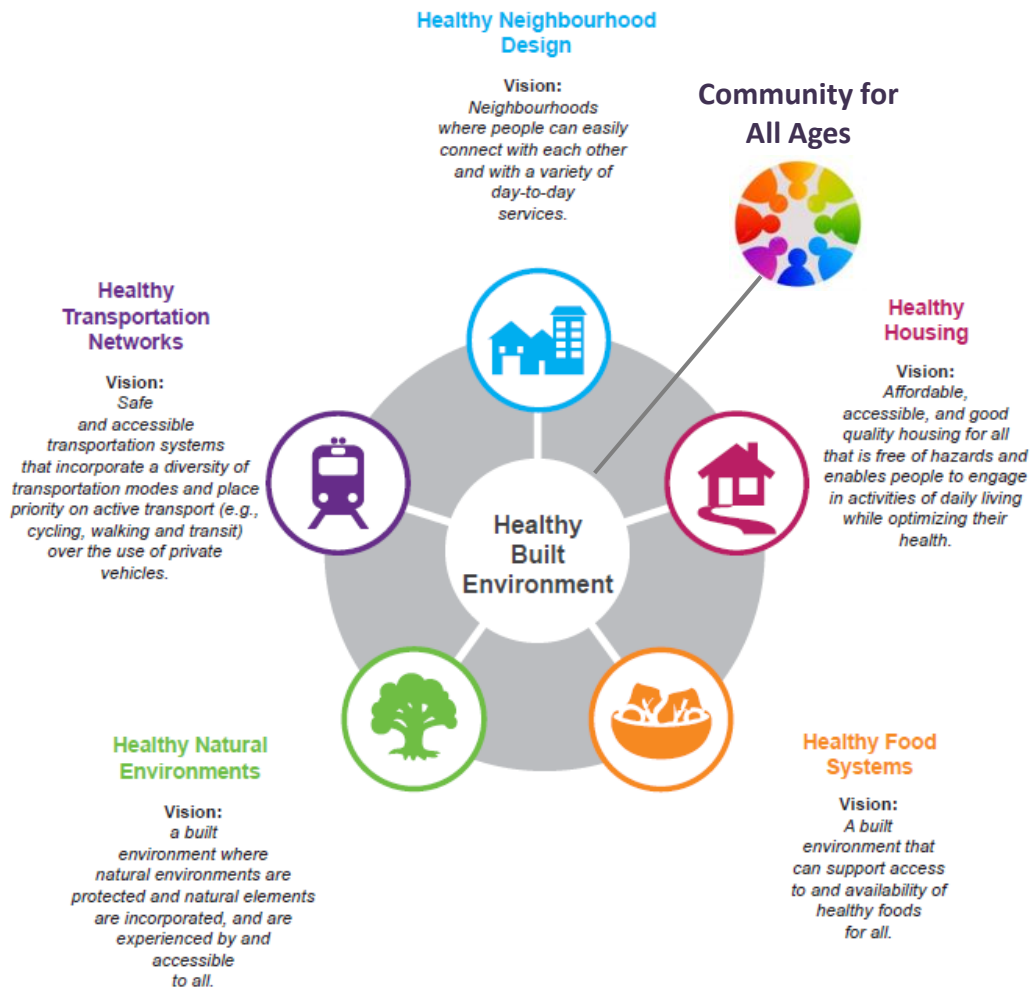 Healthy Neighbourhood
Design
Vision:
Neighbourhoods
where people can easily
connect with each other
and with a variety of
day-to-day
services.
Community for
All Ages
Healthy
Transportation
Networks
Vision:
Safe
and accessible
transportation systems
that incorporate a diversity of
transportation modes and place
priority on active transport (e.g.,
cycling, walking and transit)
over the use of private
vehicles.
Healthy
Housing
Vision:
Affordable,
accessible, and good
quality housing for all
that is free of hazards and
enables people to engage
in activities of daily living
while optimizing their
health.
Healthy
Built
Environment
Healthy Natural
Environments
Vision:
a built
environment where
natural environments are
protected and natural elements
are incorporated, and are
experienced by and
accessible
to all.
Healthy Food
Systems
Vision:
A built
environment that
can support access
to and availability of
healthy foods
for all.